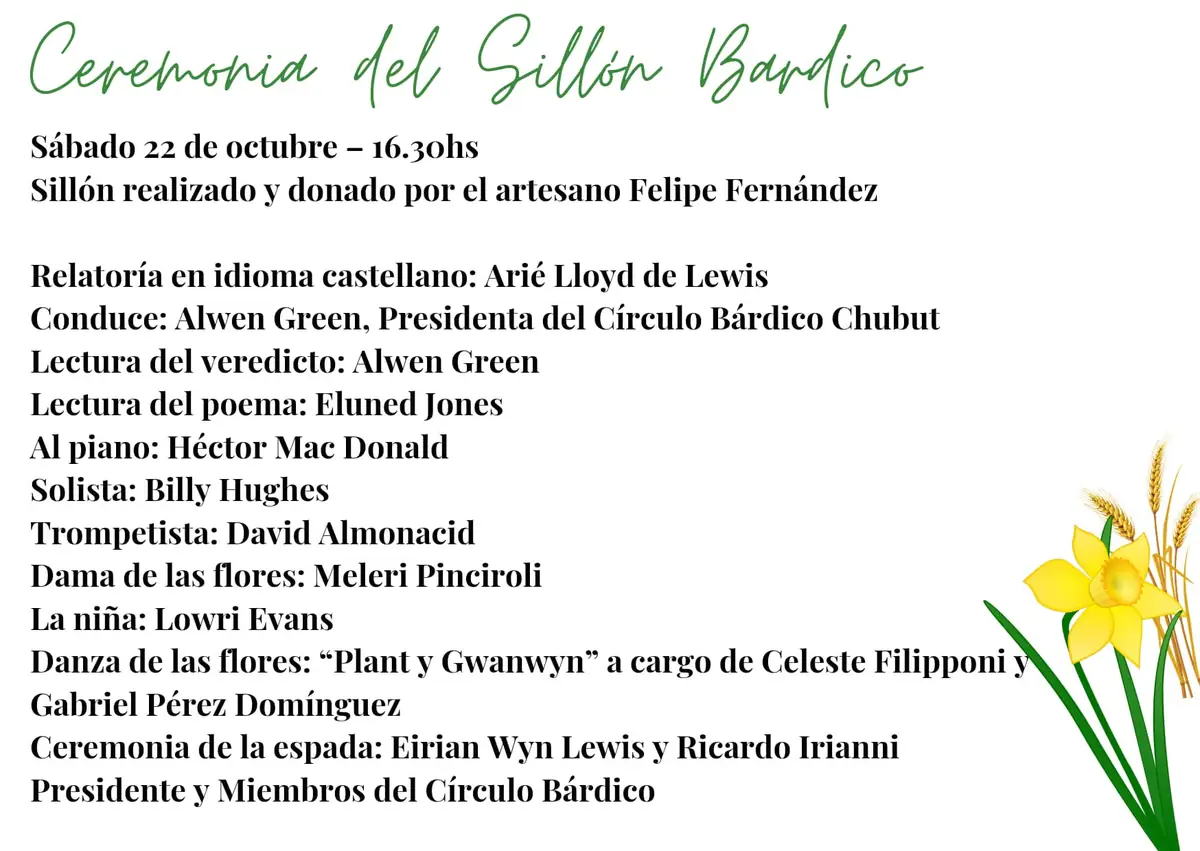 Ceremonia del Sillón Bardico
Sábado 22 de octubre – 16.30hs
Sillón realizado y donado por el artesano Felipe Fernández
Relatoría en idioma castellano: Arié Lloyd de Lewis
Conduce: Alwen Green, Presidenta del Círculo Bárdico Chubut
Lectura del veredicto: Alwen Green
Lectura del poema: Eluned Jones
Al piano: Héctor Mac Donald
Solista: Billy Hughes
Trompetista: David Almonacid
Dama de las flores: Meleri Pinciroli
La niña: Lowri Evans
Danza de las flores: “Plant y Gwanwyn” a cargo de Celeste Filipponi y
Gabriel Pérez Domínguez
Ceremonia de la espada: Eirian Wyn Lewis y Ricardo Irianni
Presidente y Miembros del Círculo Bárdico